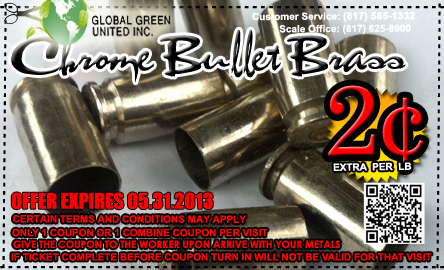 GLOBAL GREEN
UNITED INC.
Customer Service: (817) 585-1332
Scale Office: (817) 625-8900
Chrome Bullet Brass
2¢
EXTRA PER LB
OFFER EXPIRES 05.31.2013
CERTAIN TERMS AND CONDITIONS MAY APPLY
ONLY 1 COUPON OR 1 COMBINE COUPON PER VISIT
GIVE THE COUPON TO THE WORKER UPON ARRIVE WITH YOUR METALS
IF TICKET COMPLETE BEFORE COUPON TURN IN WILL NOT BE VALID FOR THAT VISIT